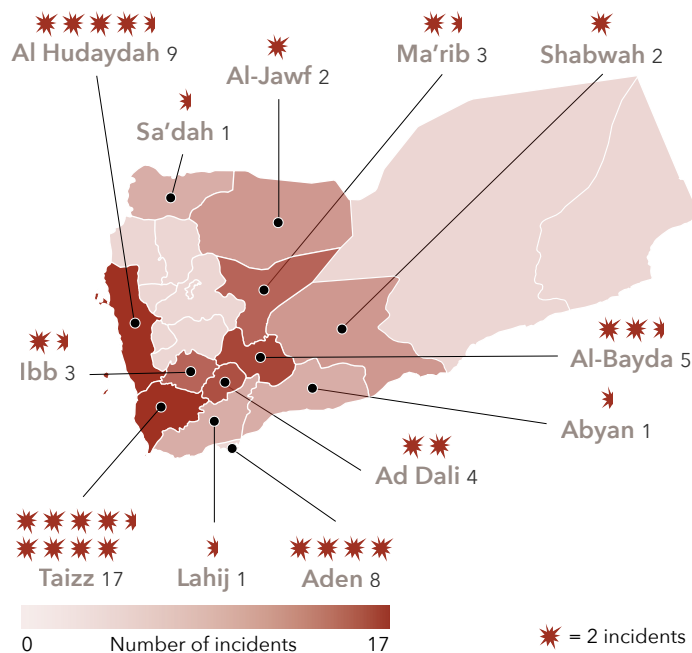 Al Hudaydah 9
Al-Jawf 2
Ma’rib 3
Shabwah 2
Sa’dah 1
Ibb 3
Al-Bayda 5
Abyan 1
Ad Dali 4
Taizz 17
Lahij 1
Aden 8
0 Number of incidents 17
= 2 incidents